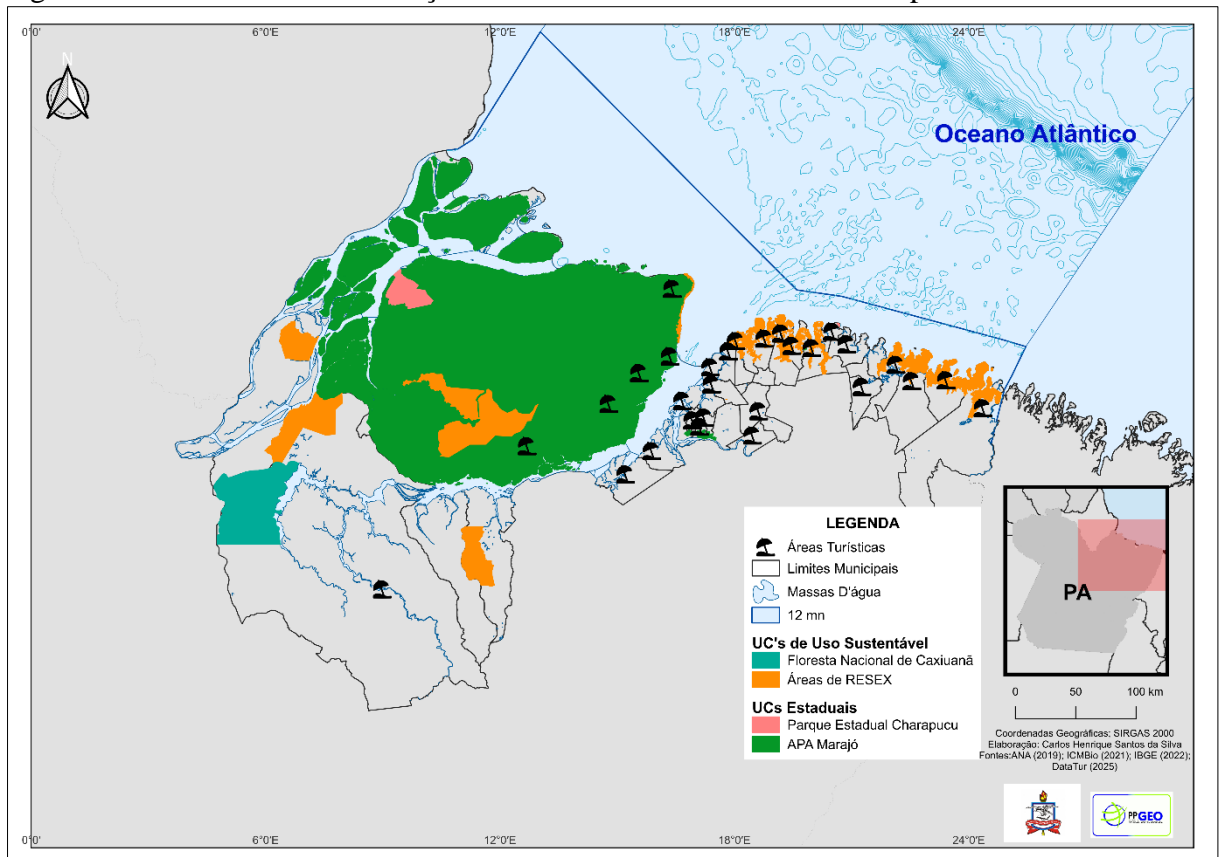 0°0'
6°0'E
12°0'E
18°0'E
24°0'E
N
Oceano Atlântico
LEGENDA
Áreas Turísticas
Limites Municipais
Massas D'água
12 mn
UC's de Uso Sustentável
Floresta Nacional de Caxiuanã
Áreas de RESEX
UCs Estaduais
Parque Estadual Charapucu
APA Marajó
PA
0 50 100 km
Coordenadas Geográficas; SIRGAS 2000
Elaboração: Carlos Henrique Santos da Silva
Fontes:ANA (2019); ICMBio (2021); IBGE (2022);
DataTur (2025)
PPGEO
0°0'
6°0'E
12°0'E
18°0'E
24°0'E